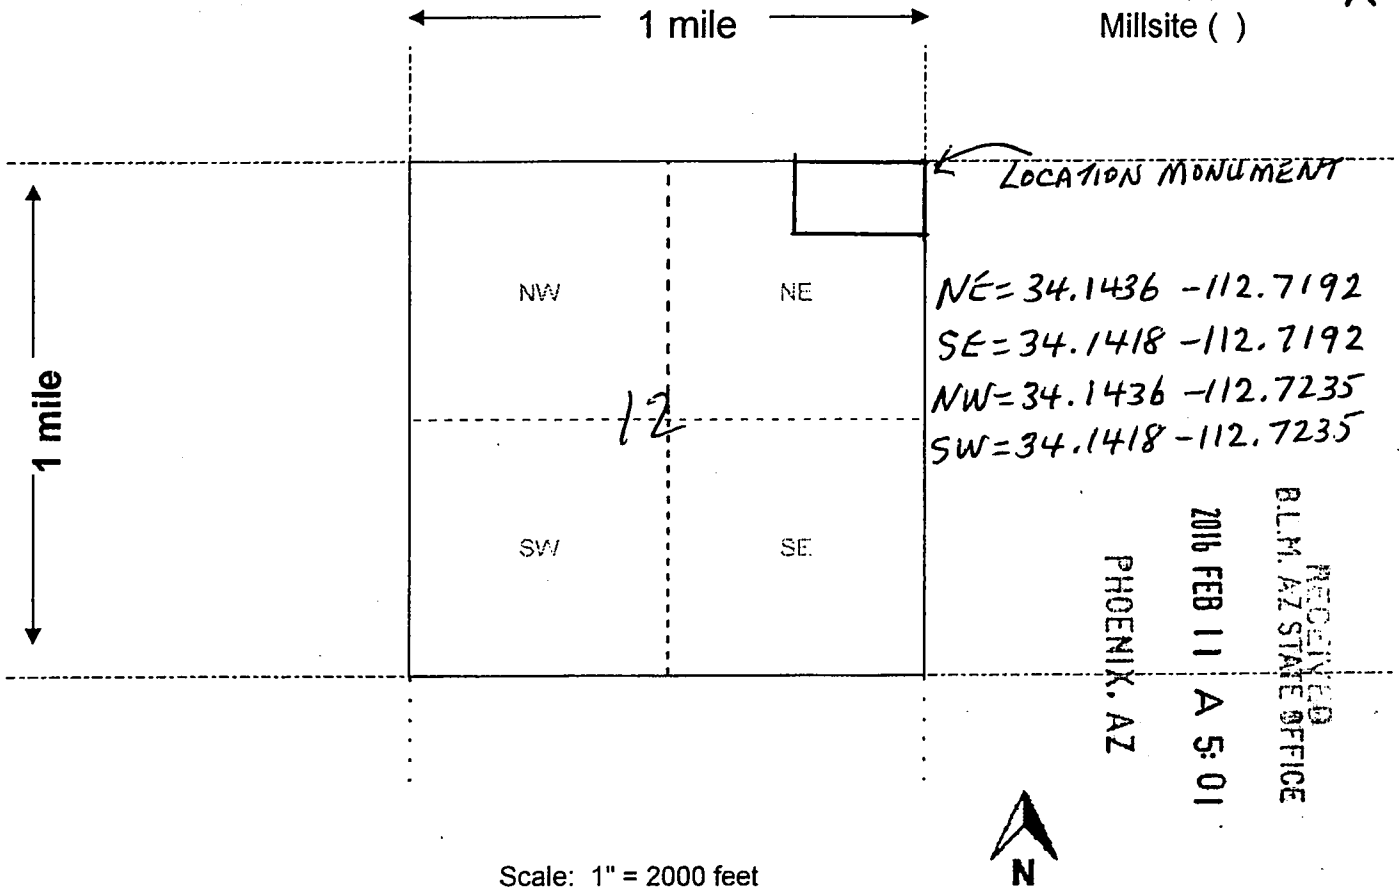 1 mile
Millsite ( )
LOCATION MONUMENT
1 mile
NW
NE
NE=34.1436 -112.7192
SE=34.1418 -112.7192
NW=34.1436 -112.7235
SW=34.1418 -112.7235
12
SW
SE
RECEIVED
B.L.M. AZ STATE OFFICE
2016 FEB 11 A 5:01
PHOENIX, AZ
Scale: 1" = 2000 feet
N